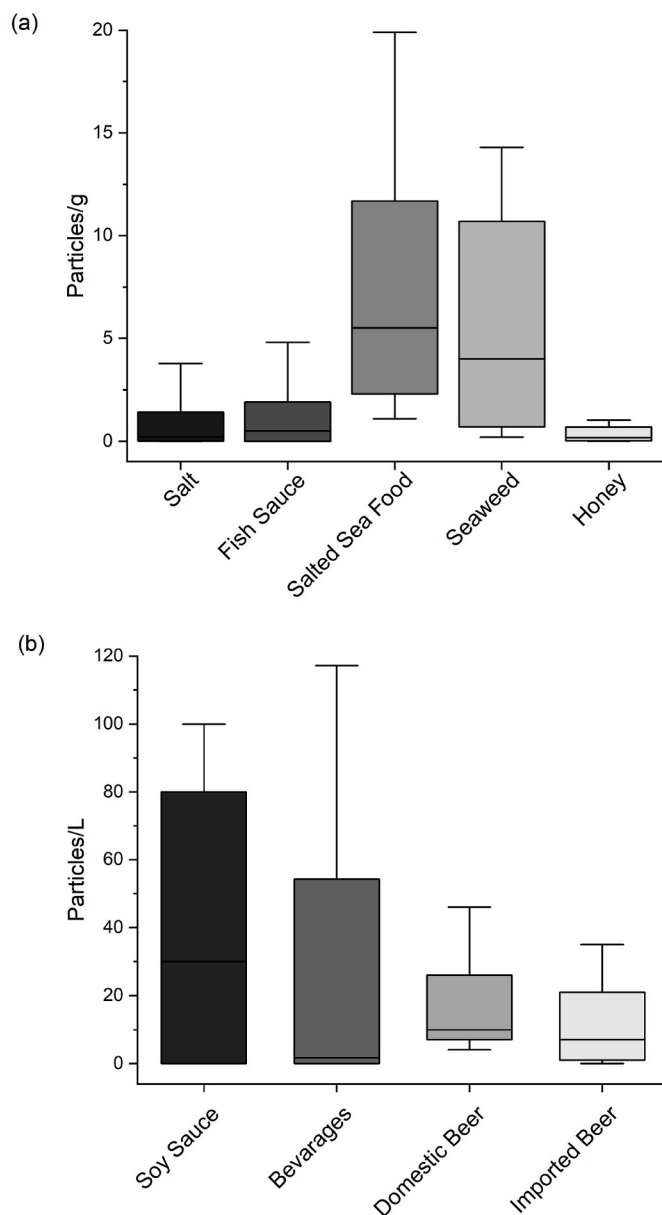 (a)
20
15
10
5
0
Particles/g
Salt
Fish Sauce
Salted Sea Food
Seaweed
Honey
(b)
120
100
80
60
40
20
0
Particles/L
Soy Sauce
Bevarages
Domestic Beer
Imported Beer